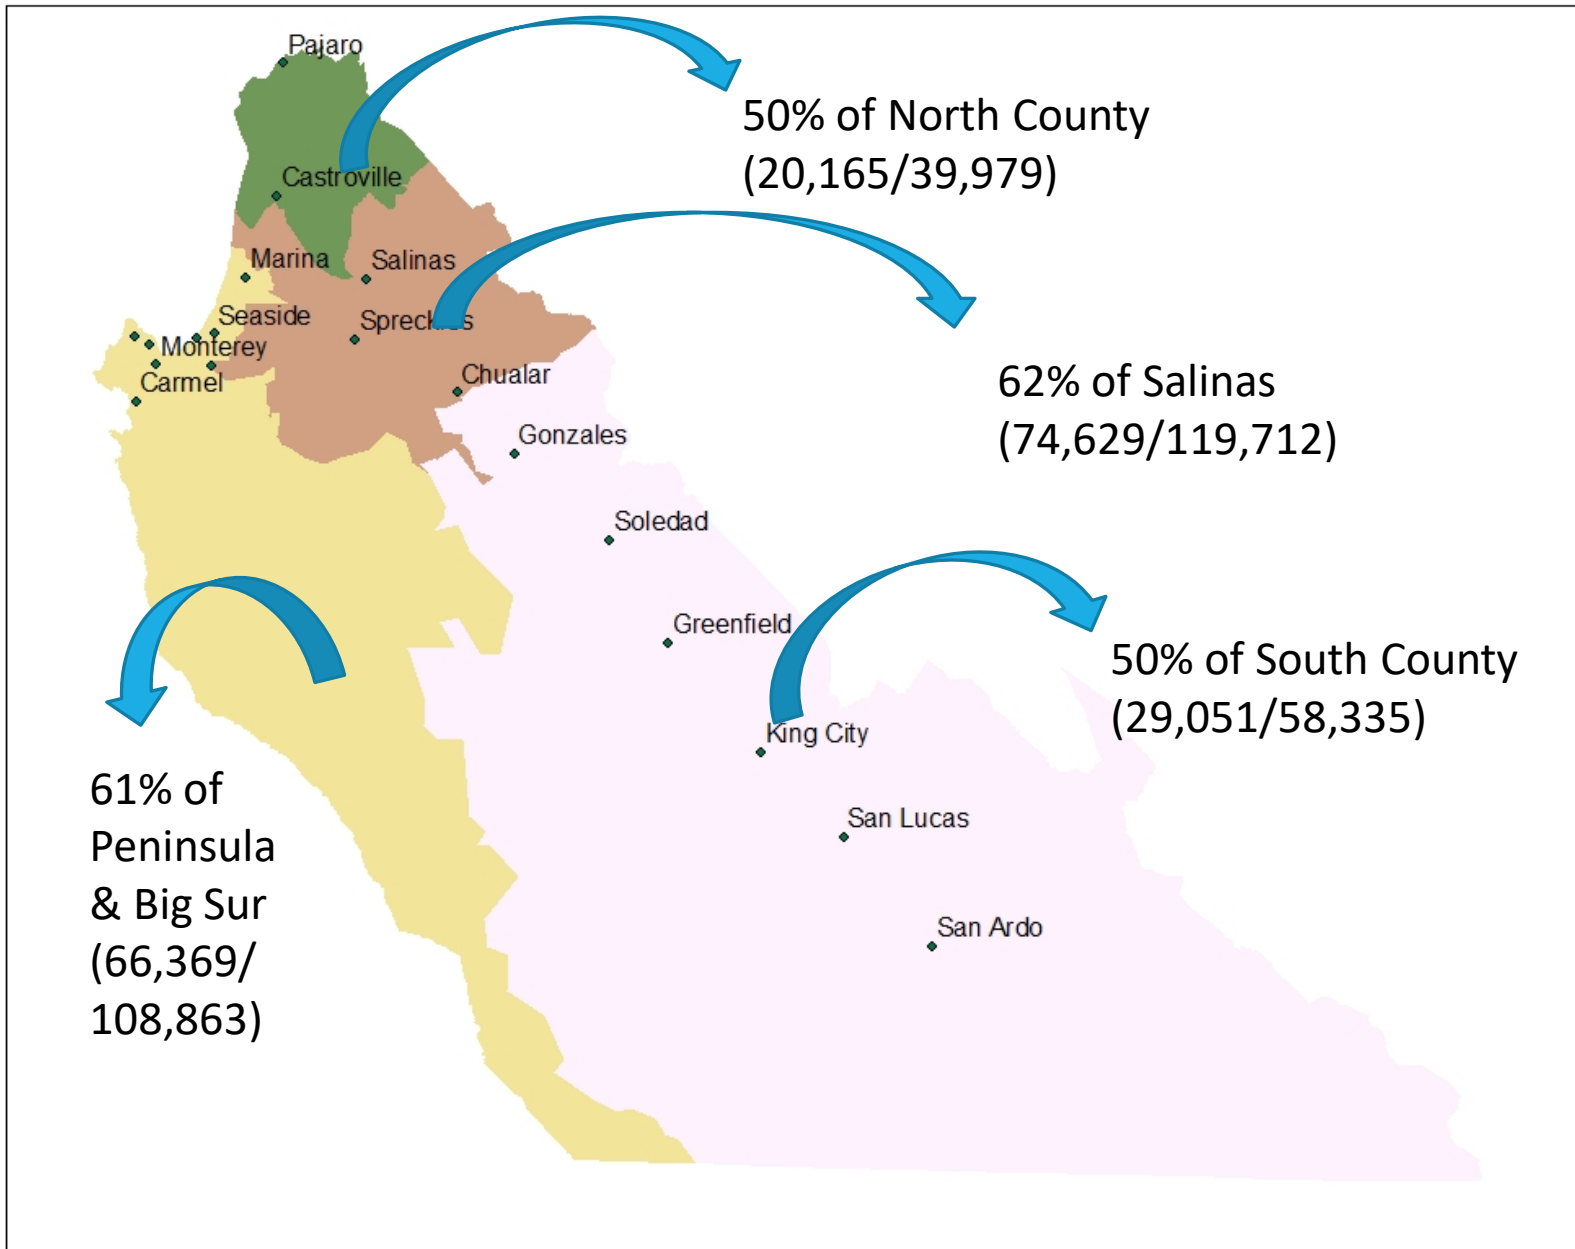 Pajaro
50% of North County
(20,165/39,979)
Castroville
Marina
Salinas
Seaside
Monterey
Carmel
Chualar
62% of Salinas
(74,629/119,712)
Gonzales
Soledad
Greenfield
50% of South County
(29,051/58,335)
King City
61% of
Peninsula
& Big Sur
(66,369/
108,863)
San Lucas
San Ardo